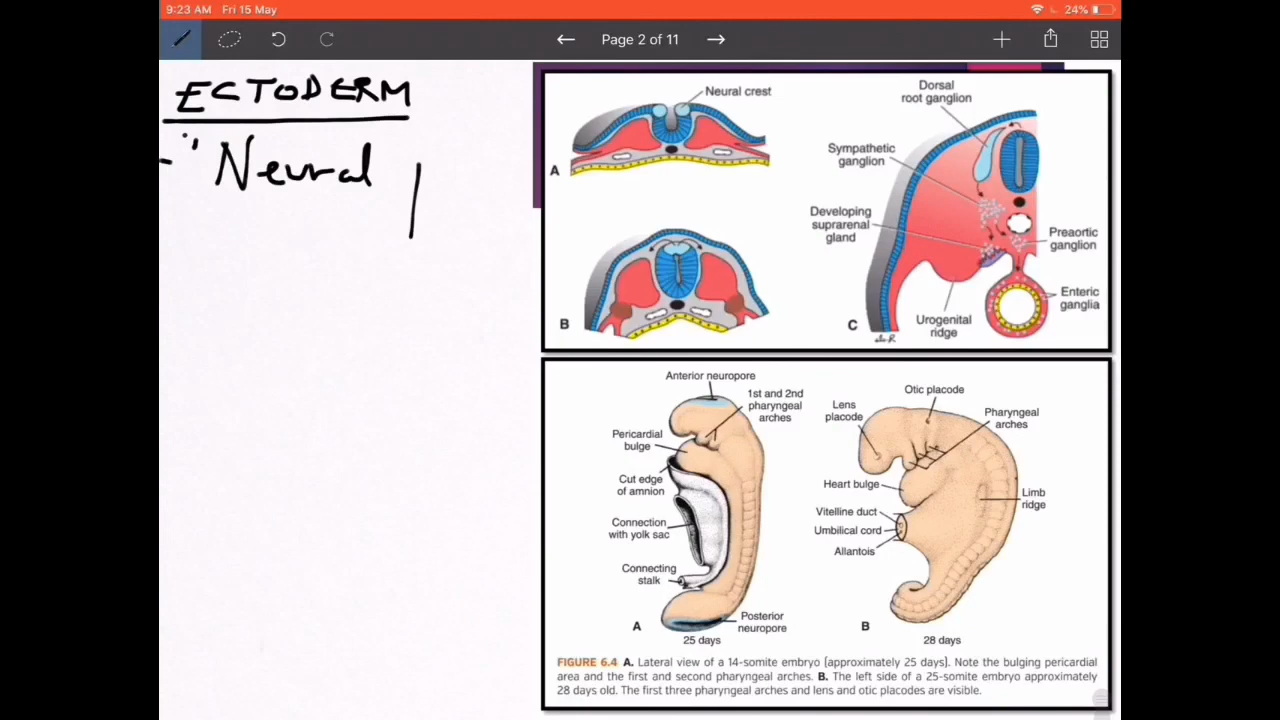 9:23 AM Fri 15 May
24%
Page 2 of 11
ECTODERM
Neural
Neural crest
A
B
Dorsal
root ganglion
Sympathetic
ganglion
Developing
suprarenal
gland
Preaortic
ganglion
Enteric
ganglia
Urogenital
ridge
C
Anterior neuropore
1st and 2nd
pharyngeal
arches
Pericardial
bulge
Cut edge
of amnion
Connection
with yolk sac
Connecting
stalk
Posterior
neuropore
A
25 days
Otic placode
Lens
placode
Pharyngeal
arches
Heart bulge
Limb
ridge
Vitelline duct
Umbilical cord
Allantois
B
28 days
FIGURE 6.4 A. Lateral view of a 14-somite embryo (approximately 25 days). Note the bulging pericardial
area and the first and second pharyngeal arches. B. The left side of a 25-somite embryo approximately
28 days old. The first three pharyngeal arches and lens and otic placodes are visible.